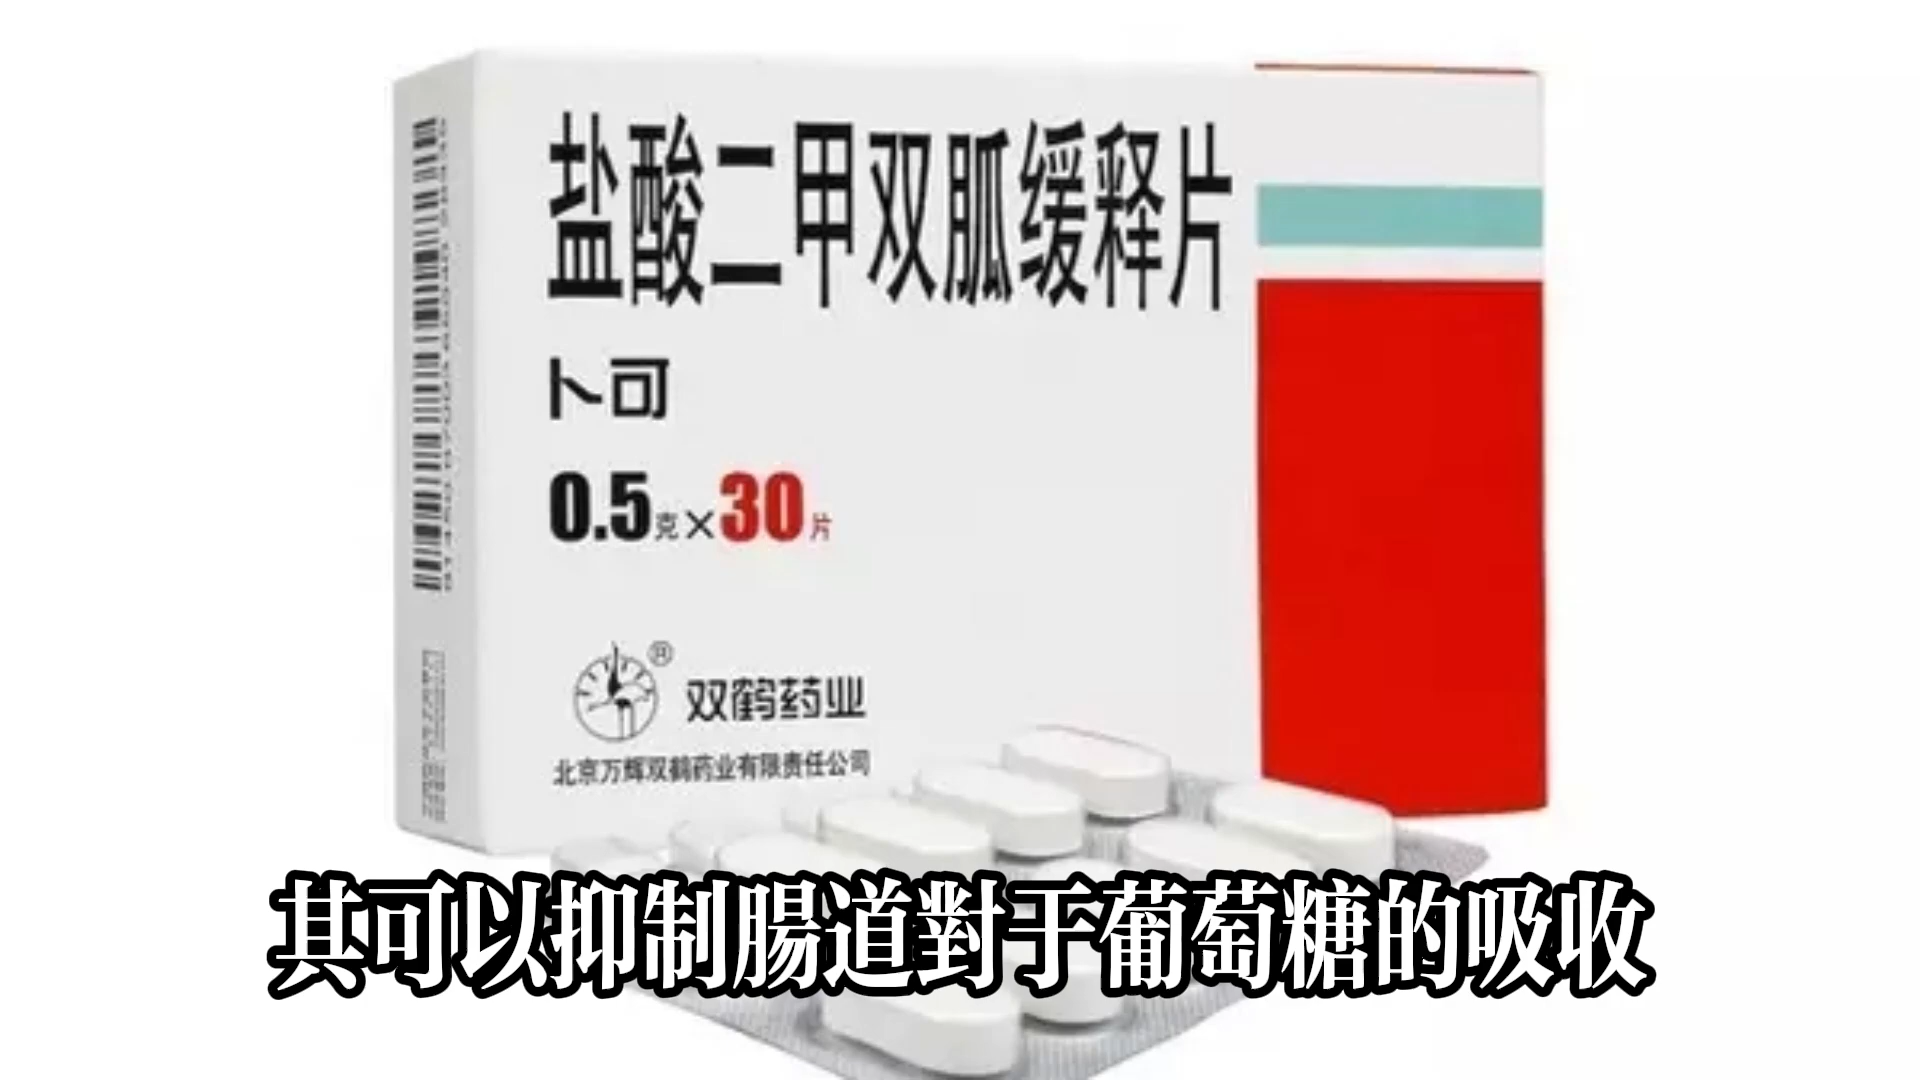 盐酸二甲双胍缓释片
卜可
0.5克×30片
®
双鹤药业
北京万辉双鹤药业有限责任公司
其可以抑制腸道對于葡萄糖的吸收